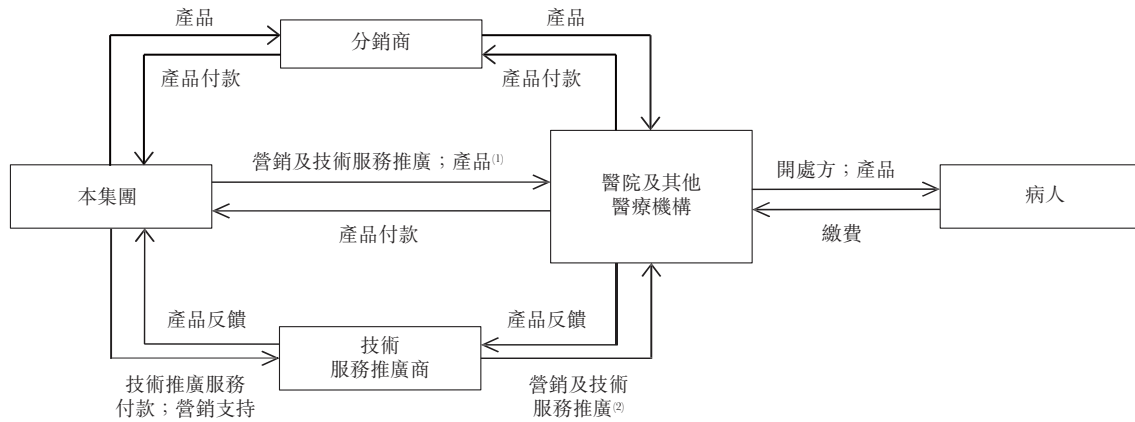 產品
產品
分銷商
產品付款
產品付款
營銷及技術服務推廣；產品(1)
開處方；產品
醫院及其他
醫療機構
本集團
病人
產品付款
繳費
產品反饋
產品反饋
技術
服務推廣商
技術推廣服務
付款；營銷支持
營銷及技術
服務推廣(2)